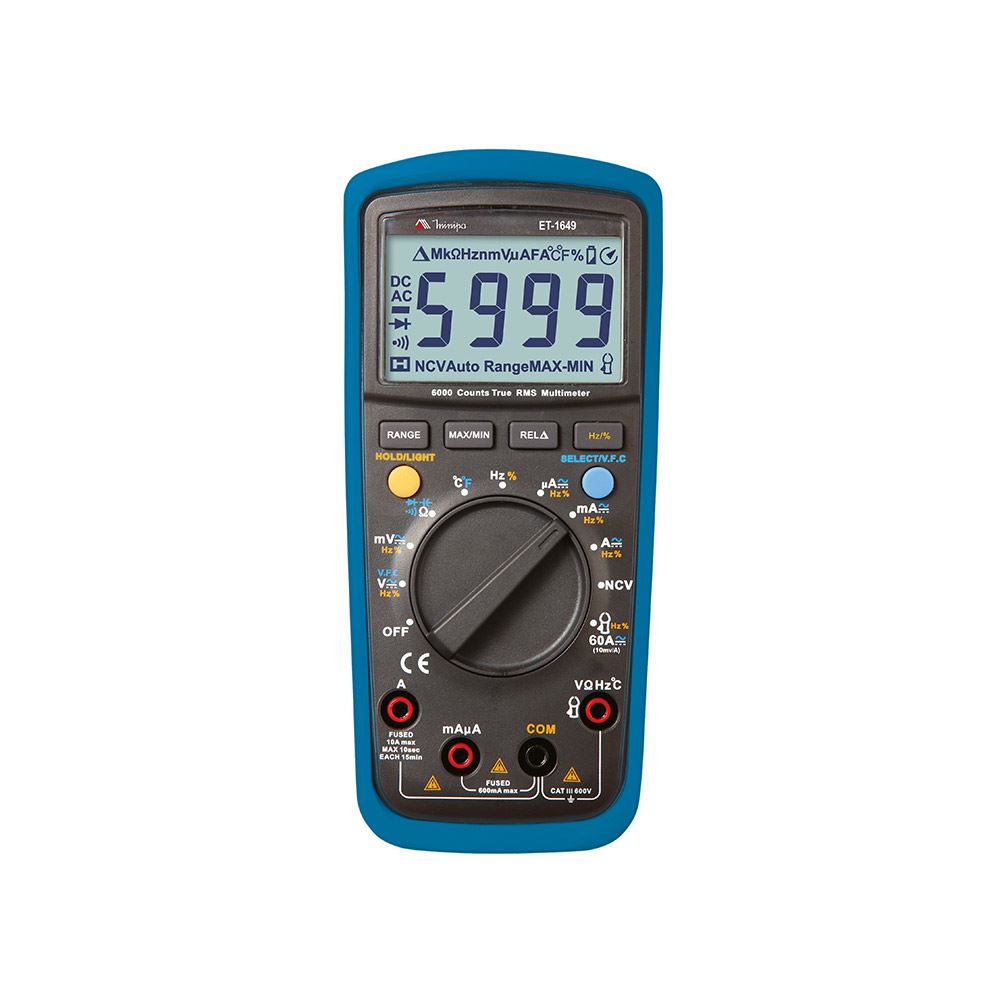 Minipa ET-1649
ΔMkΩHznmVµAFA°C°F%
DC
AC
5999
H NCVAuto RangeMAX-MIN
6000 Counts True RMS Multimeter
RANGE MAX/MIN RELΔ Hz/%
HOLD/LIGHT SELECT/V.F.C
°C°F Hz% µA Hz%
Ω mA Hz%
mV Hz% A Hz%
V.F.C
V Hz% NCV
OFF Hz%
60A
(10mv/A)
CE
A VΩHz°C
mAµA COM
FUSED
10A max
MAX 10sec
EACH 15min
FUSED
600mA max
CAT III 600V